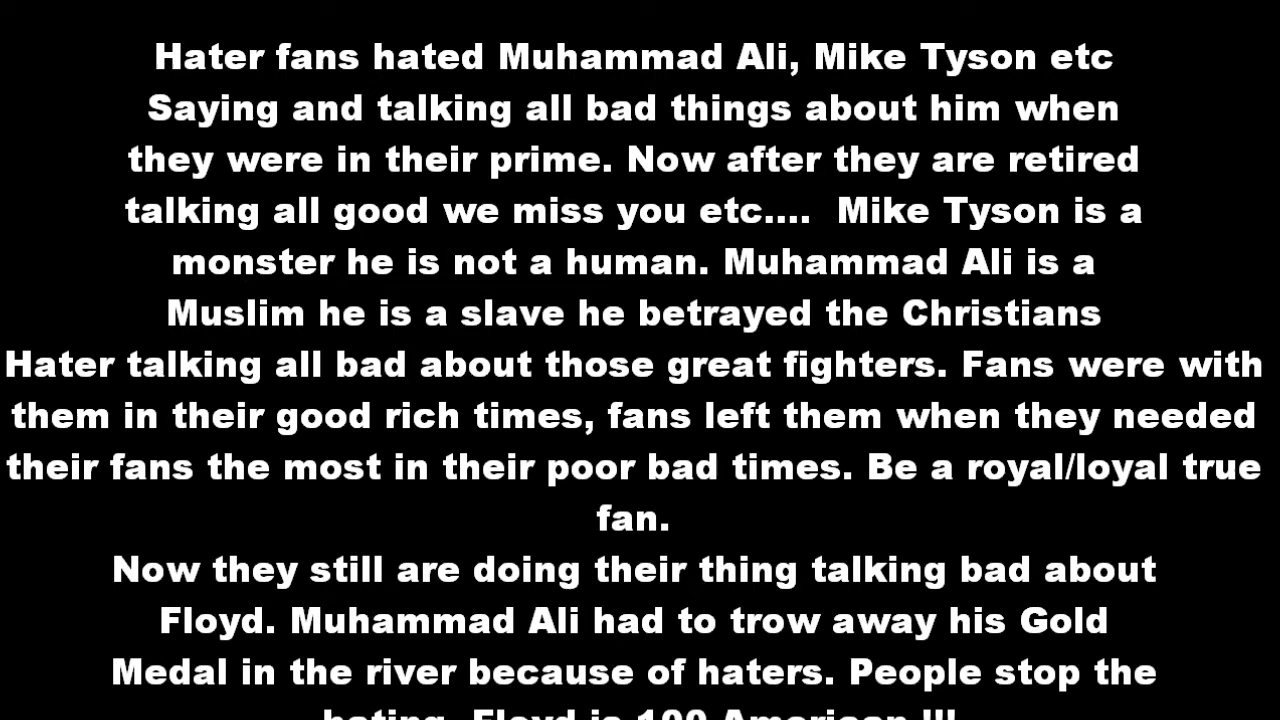 Hater fans hated Muhammad Ali, Mike Tyson etc
Saying and talking all bad things about him when
they were in their prime. Now after they are retired
talking all good we miss you etc....  Mike Tyson is a
monster he is not a human. Muhammad Ali is a
Muslim he is a slave he betrayed the Christians
Hater talking all bad about those great fighters. Fans were with
them in their good rich times, fans left them when they needed
their fans the most in their poor bad times. Be a royal/loyal true
fan.
Now they still are doing their thing talking bad about
Floyd. Muhammad Ali had to trow away his Gold
Medal in the river because of haters. People stop the
hating. Floyd is 100 American !!!